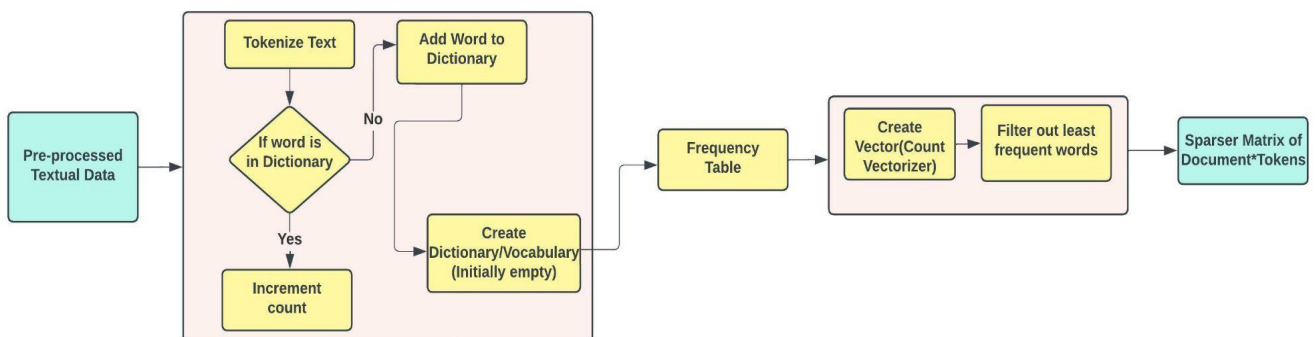 Pre-processed
Textual Data
Tokenize Text
If word is
in Dictionary
No
Add Word to
Dictionary
Yes
Increment
count
Create
Dictionary/Vocabulary
(Initially empty)
Frequency
Table
Create
Vector(Count
Vectorizer)
Filter out least
frequent words
Sparser Matrix of
Document*Tokens